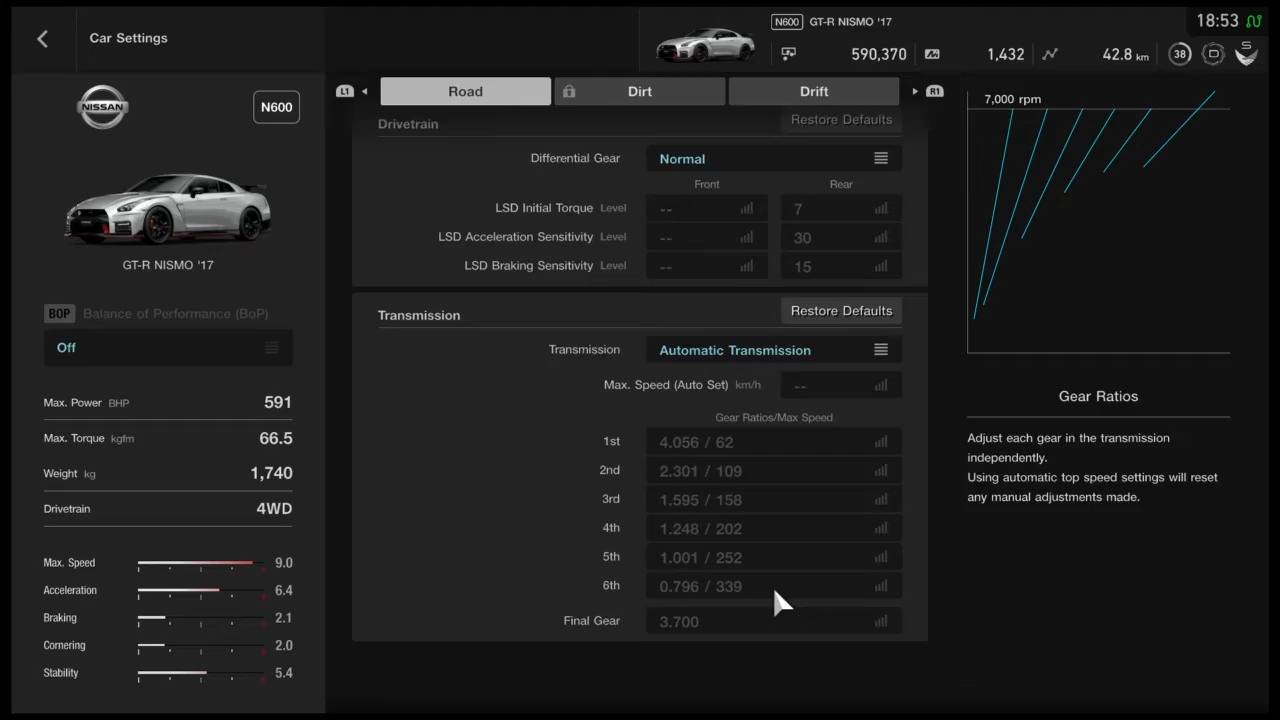 Car Settings
N600 GT-R NISMO '17
18:53
590,370 1,432 42.8 km 38 S
NISSAN
N600
GT-R NISMO '17
BOP Balance of Performance (BoP)
Off
Max. Power BHP 591
Max. Torque kgfm 66.5
Weight kg 1,740
Drivetrain 4WD
Max. Speed 9.0
Acceleration 6.4
Braking 2.1
Cornering 2.0
Stability 5.4
L1 Road Dirt Drift R1
Drivetrain Restore Defaults
Differential Gear Normal
Front Rear
LSD Initial Torque Level -- 7
LSD Acceleration Sensitivity Level -- 30
LSD Braking Sensitivity Level -- 15
Transmission Restore Defaults
Transmission Automatic Transmission
Max. Speed (Auto Set) km/h --
Gear Ratios/Max Speed
1st 4.056 / 62
2nd 2.301 / 109
3rd 1.595 / 158
4th 1.248 / 202
5th 1.001 / 252
6th 0.796 / 339
Final Gear 3.700
7,000 rpm
Gear Ratios
Adjust each gear in the transmission
independently.
Using automatic top speed settings will reset
any manual adjustments made.